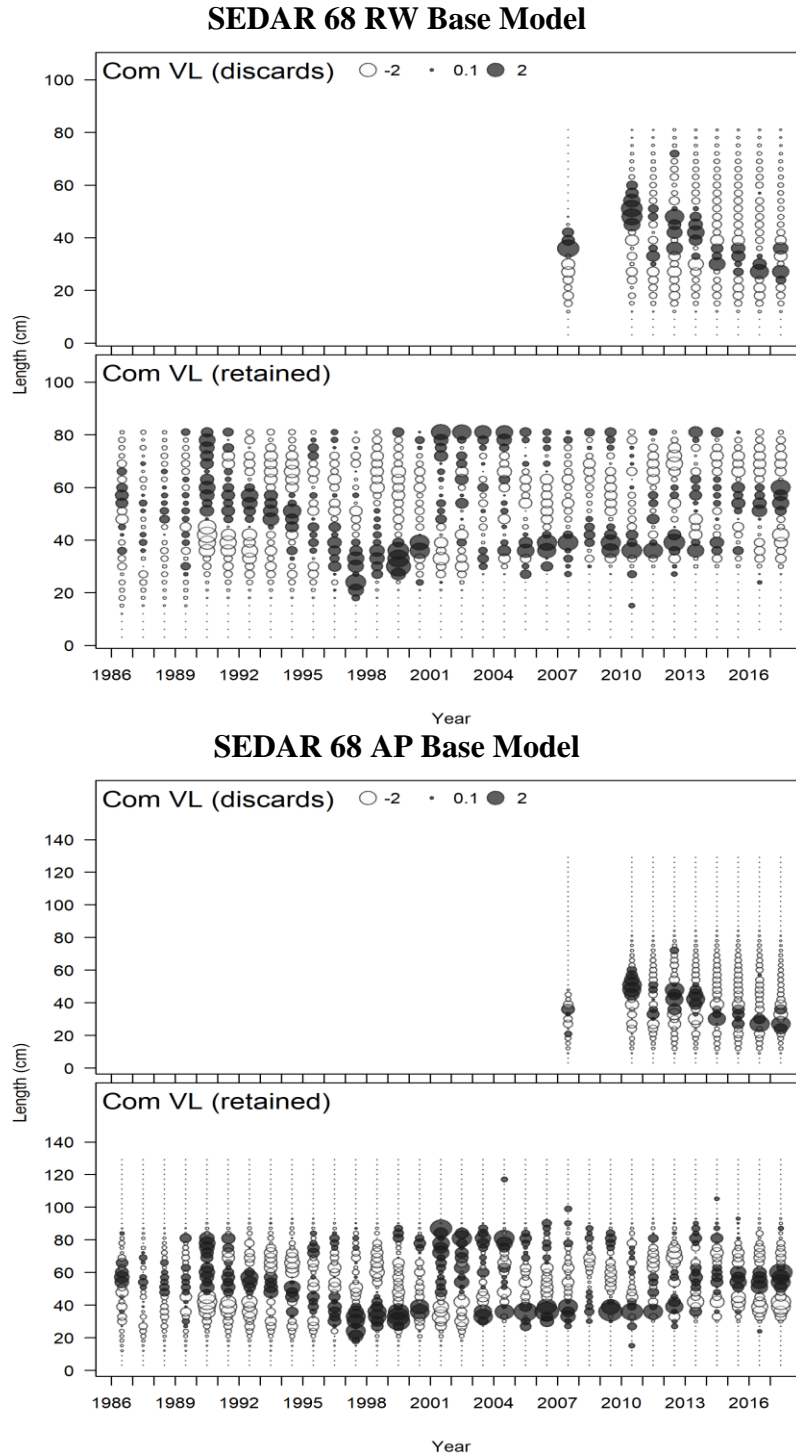 SEDAR 68 RW Base Model
Com VL (discards) -2 0.1 2
100
80
60
40
20
0
Com VL (retained)
100
80
60
40
20
0
Length (cm)
1986 1989 1992 1995 1998 2001 2004 2007 2010 2013 2016
Year
SEDAR 68 AP Base Model
Com VL (discards) -2 0.1 2
140
120
100
80
60
40
20
0
Com VL (retained)
140
120
100
80
60
40
20
0
Length (cm)
1986 1989 1992 1995 1998 2001 2004 2007 2010 2013 2016
Year